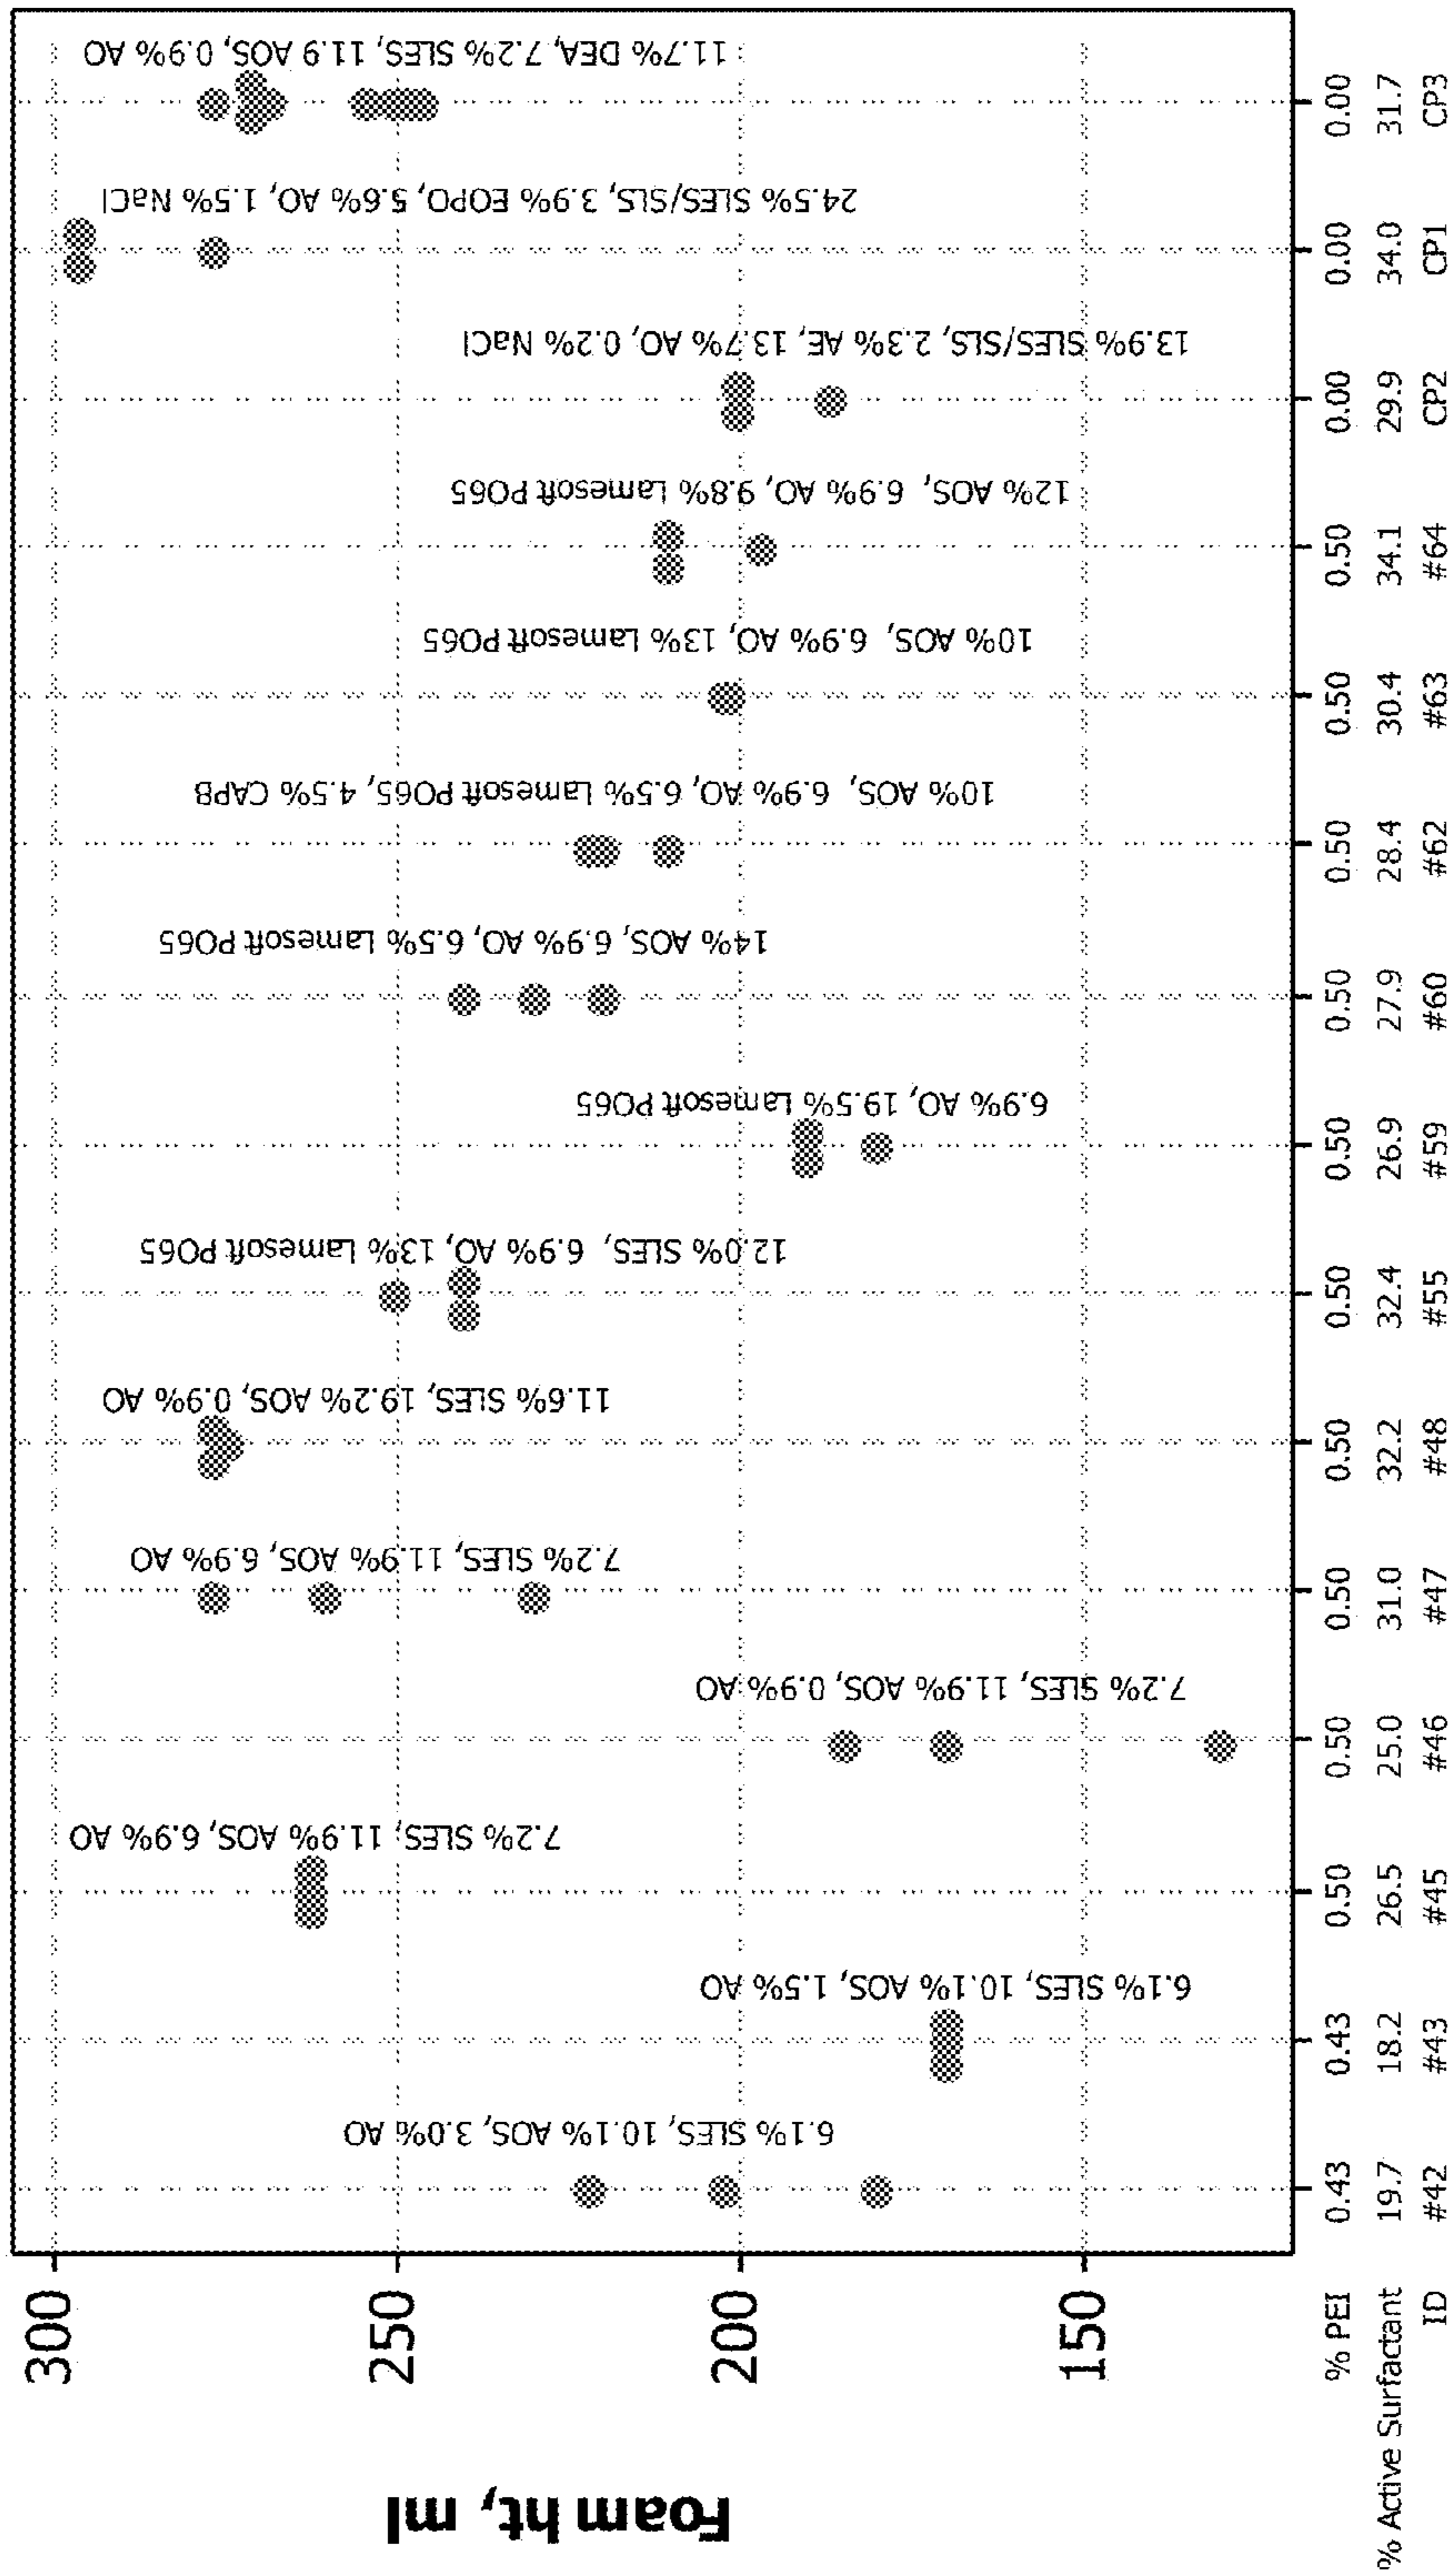 Foam ht, ml
300
250
200
150
6.1% SLES, 10.1% AOS, 3.0% AO
6.1% SLES, 10.1% AOS, 1.5% AO
7.2% SLES, 11.9% AOS, 6.9% AO
7.2% SLES, 11.9% AOS, 0.9% AO
7.2% SLES, 11.9% AOS, 6.9% AO
11.6% SLES, 19.2% AOS, 0.9% AO
12.0% SLES, 6.9% AO, 13% Lamesoft PO65
6.9% AO, 19.5% Lamesoft PO65
14% AOS, 6.9% AO, 6.5% Lamesoft PO65
10% AOS, 6.9% AO, 6.5% Lamesoft PO65, 4.5% CAPB
10% AOS, 6.9% AO, 13% Lamesoft PO65
12% AOS, 6.9% AO, 9.8% Lamesoft PO65
13.9% SLES/SLS, 2.3% AE, 13.7% AO, 0.2% NaCl
24.5% SLES/SLS, 3.9% EOPO, 5.6% AO, 1.5% NaCl
11.7% DEA, 7.2% SLES, 11.9 AOS, 0.9% AO
% PEI 0.43 0.43 0.50 0.50 0.50 0.50 0.50 0.50 0.50 0.50 0.50 0.50 0.00 0.00 0.00
% Active Surfactant 19.7 18.2 26.5 25.0 31.0 32.2 32.4 26.9 27.9 28.4 30.4 34.1 29.9 34.0 31.7
ID #42 #43 #45 #46 #47 #48 #55 #59 #60 #62 #63 #64 CP2 CP1 CP3